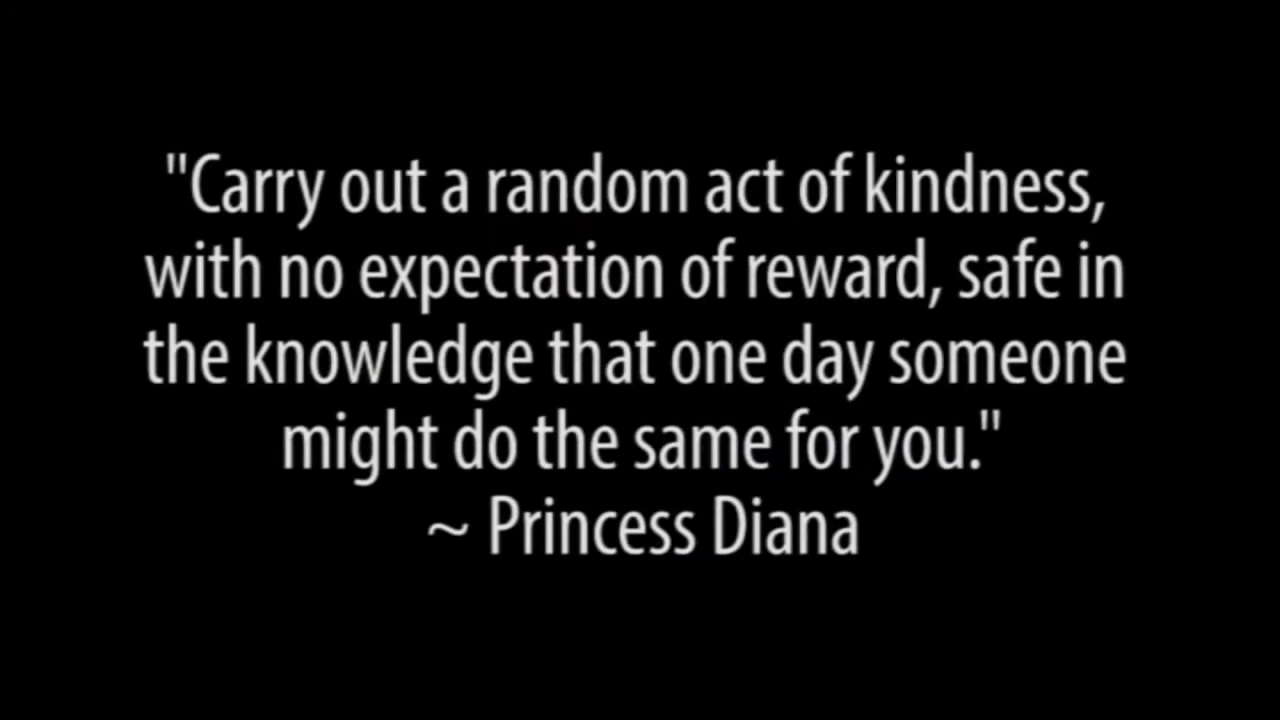 "Carry out a random act of kindness,
with no expectation of reward, safe in
the knowledge that one day someone
might do the same for you."
~ Princess Diana